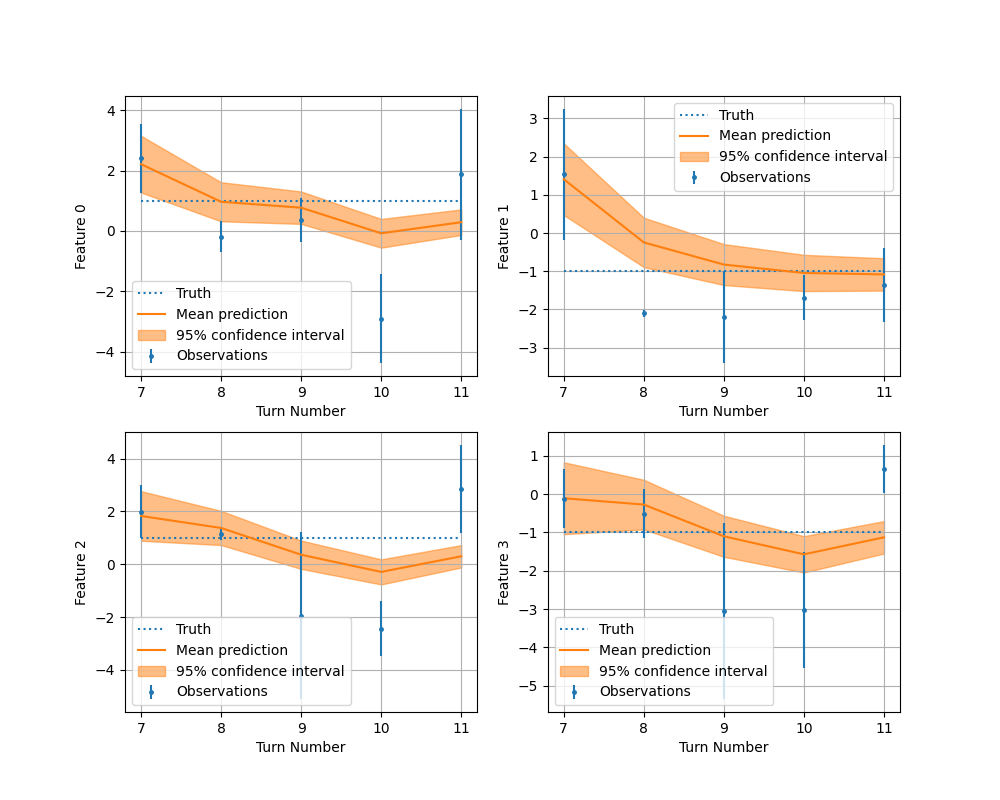 4
2
0
−2
−4
Feature 0
Truth
Mean prediction
95% confidence interval
Observations
7 8 9 10 11
Turn Number
3
2
1
0
−1
−2
−3
Feature 1
Truth
Mean prediction
95% confidence interval
Observations
7 8 9 10 11
Turn Number
4
2
0
−2
−4
Feature 2
Truth
Mean prediction
95% confidence interval
Observations
7 8 9 10 11
Turn Number
1
0
−1
−2
−3
−4
−5
Feature 3
Truth
Mean prediction
95% confidence interval
Observations
7 8 9 10 11
Turn Number